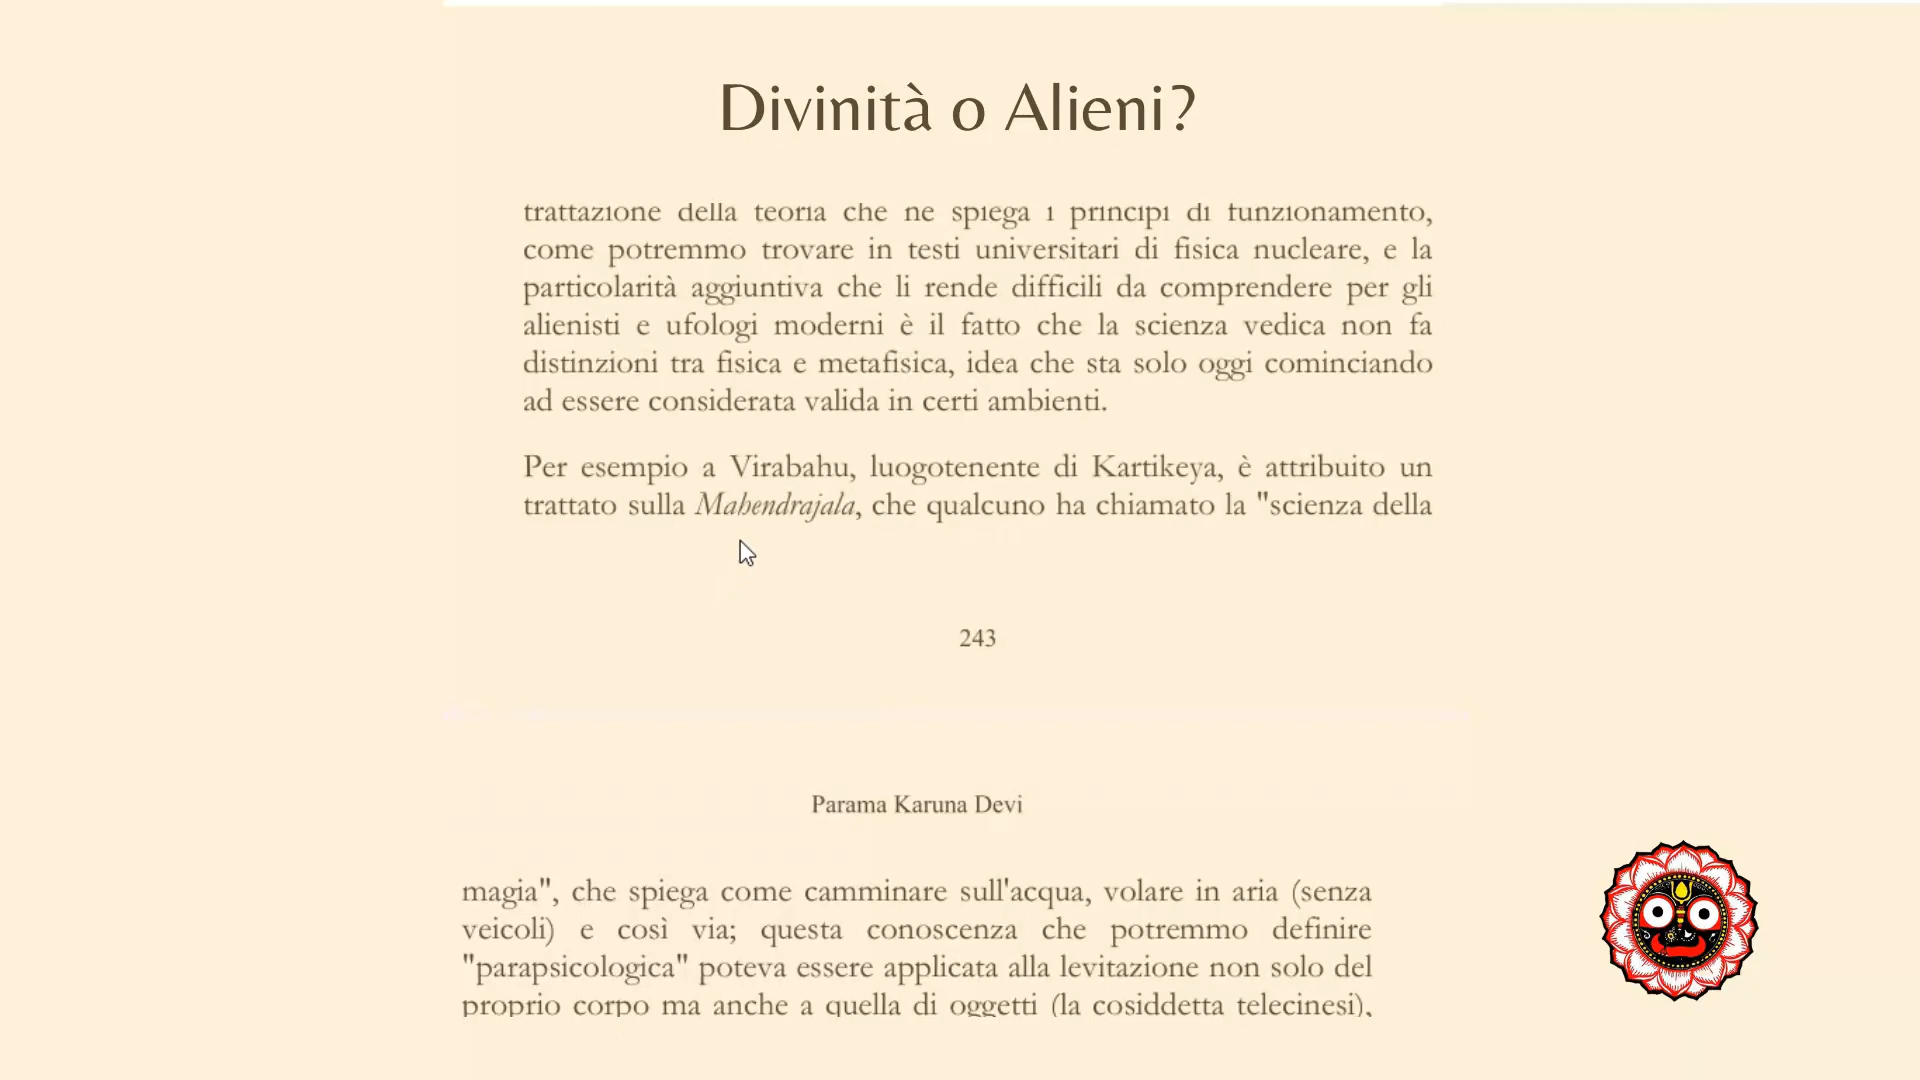 Divinità o Alieni?
trattazione della teoria che ne spiega i principi di funzionamento,
come potremmo trovare in testi universitari di fisica nucleare, e la
particolarità aggiuntiva che li rende difficili da comprendere per gli
alienisti e ufologi moderni è il fatto che la scienza vedica non fa
distinzioni tra fisica e metafisica, idea che sta solo oggi cominciando
ad essere considerata valida in certi ambienti.
Per esempio a Virabahu, luogotenente di Kartikeya, è attribuito un
trattato sulla Mahendrajala, che qualcuno ha chiamato la "scienza della
243
Parama Karuna Devi
magia", che spiega come camminare sull'acqua, volare in aria (senza
veicoli) e così via; questa conoscenza che potremmo definire
"parapsicologica" poteva essere applicata alla levitazione non solo del
proprio corpo ma anche a quella di oggetti (la cosiddetta telecinesi),